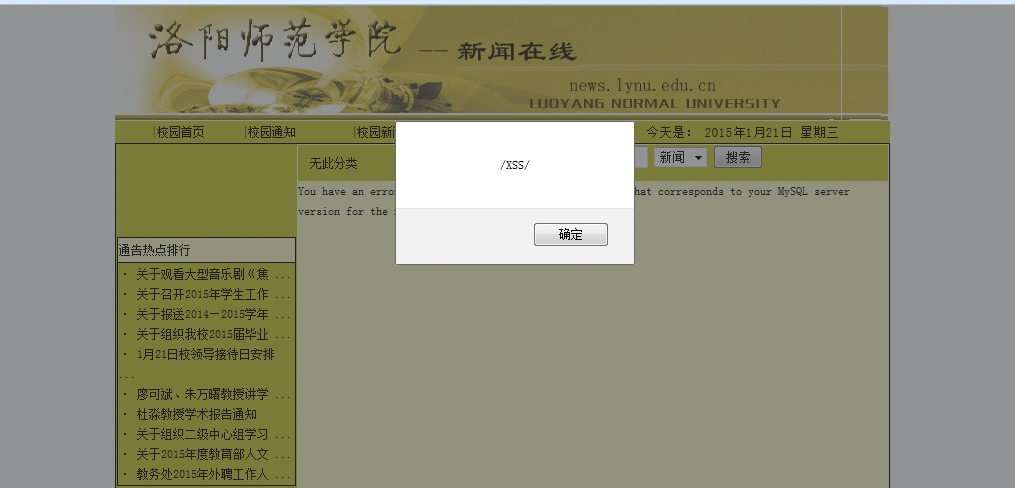 洛阳师范学院 -- 新闻在线
news.lynu.edu.cn
LUOYANG NORMAL UNIVERSITY
|校园首页 |校园通知 |校园新 今天是： 2015年1月21日 星期三
无此分类 新闻 搜索
/XSS/
确定
You have an erro hat corresponds to your MySQL server
version for the
通告热点排行
· 关于观看大型音乐剧《焦 ...
· 关于召开2015年学生工作 ...
· 关于报送2014－2015学年 ...
· 关于组织我校2015届毕业 ...
· 1月21日校领导接待日安排
...
· 廖可斌、朱万曙教授讲学 ...
· 杜淼教授学术报告通知
· 关于组织二级中心组学习 ...
· 关于2015年度教育部人文 ...
· 教务处2015年外聘工作人 ...